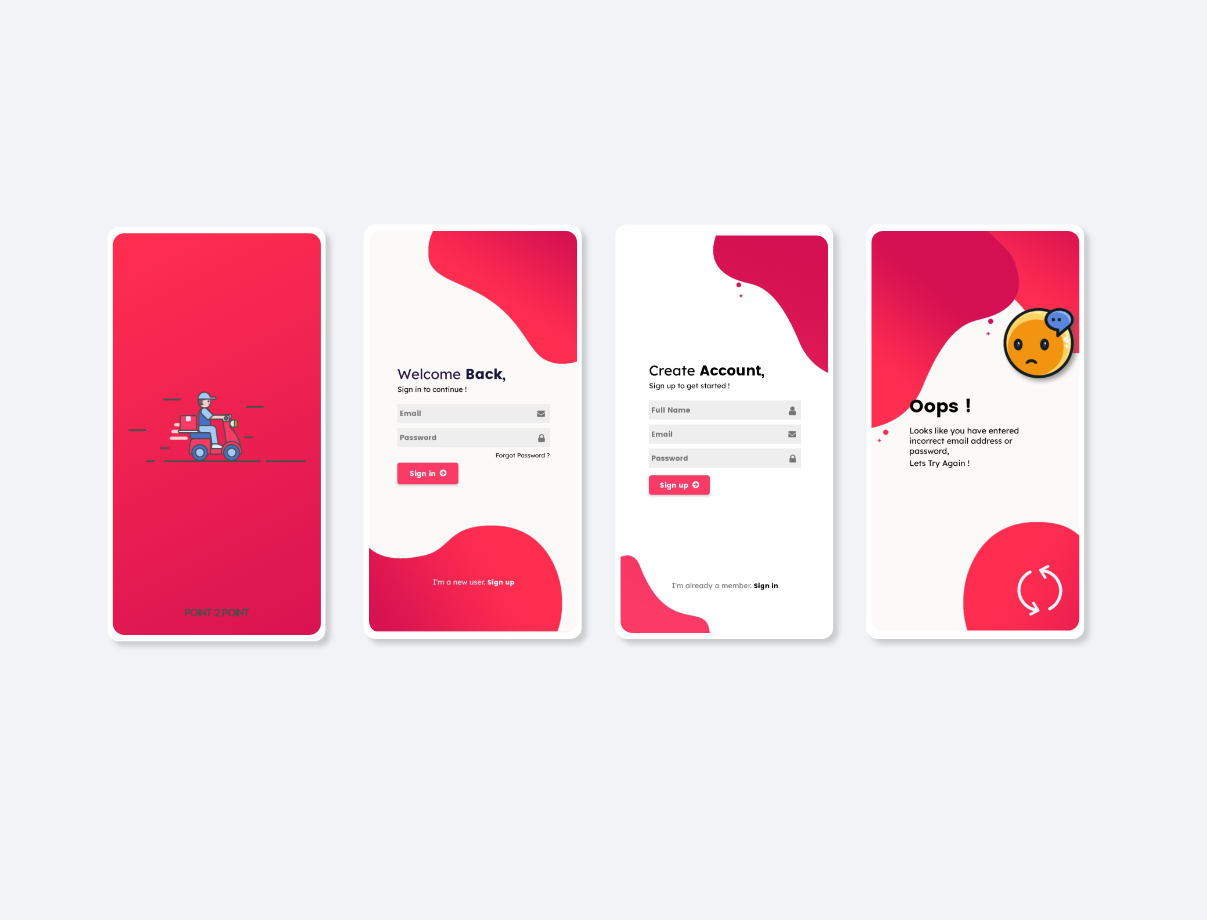 POINT 2 POINT
Welcome Back,
Sign in to continue !
Email
Password
Forgot Password ?
Sign in
I'm a new user. Sign up
Create Account,
Sign up to get started !
Full Name
Email
Password
Sign up
I'm already a member. Sign in
Oops !
Looks like you have entered
incorrect email address or
password,
Lets Try Again !